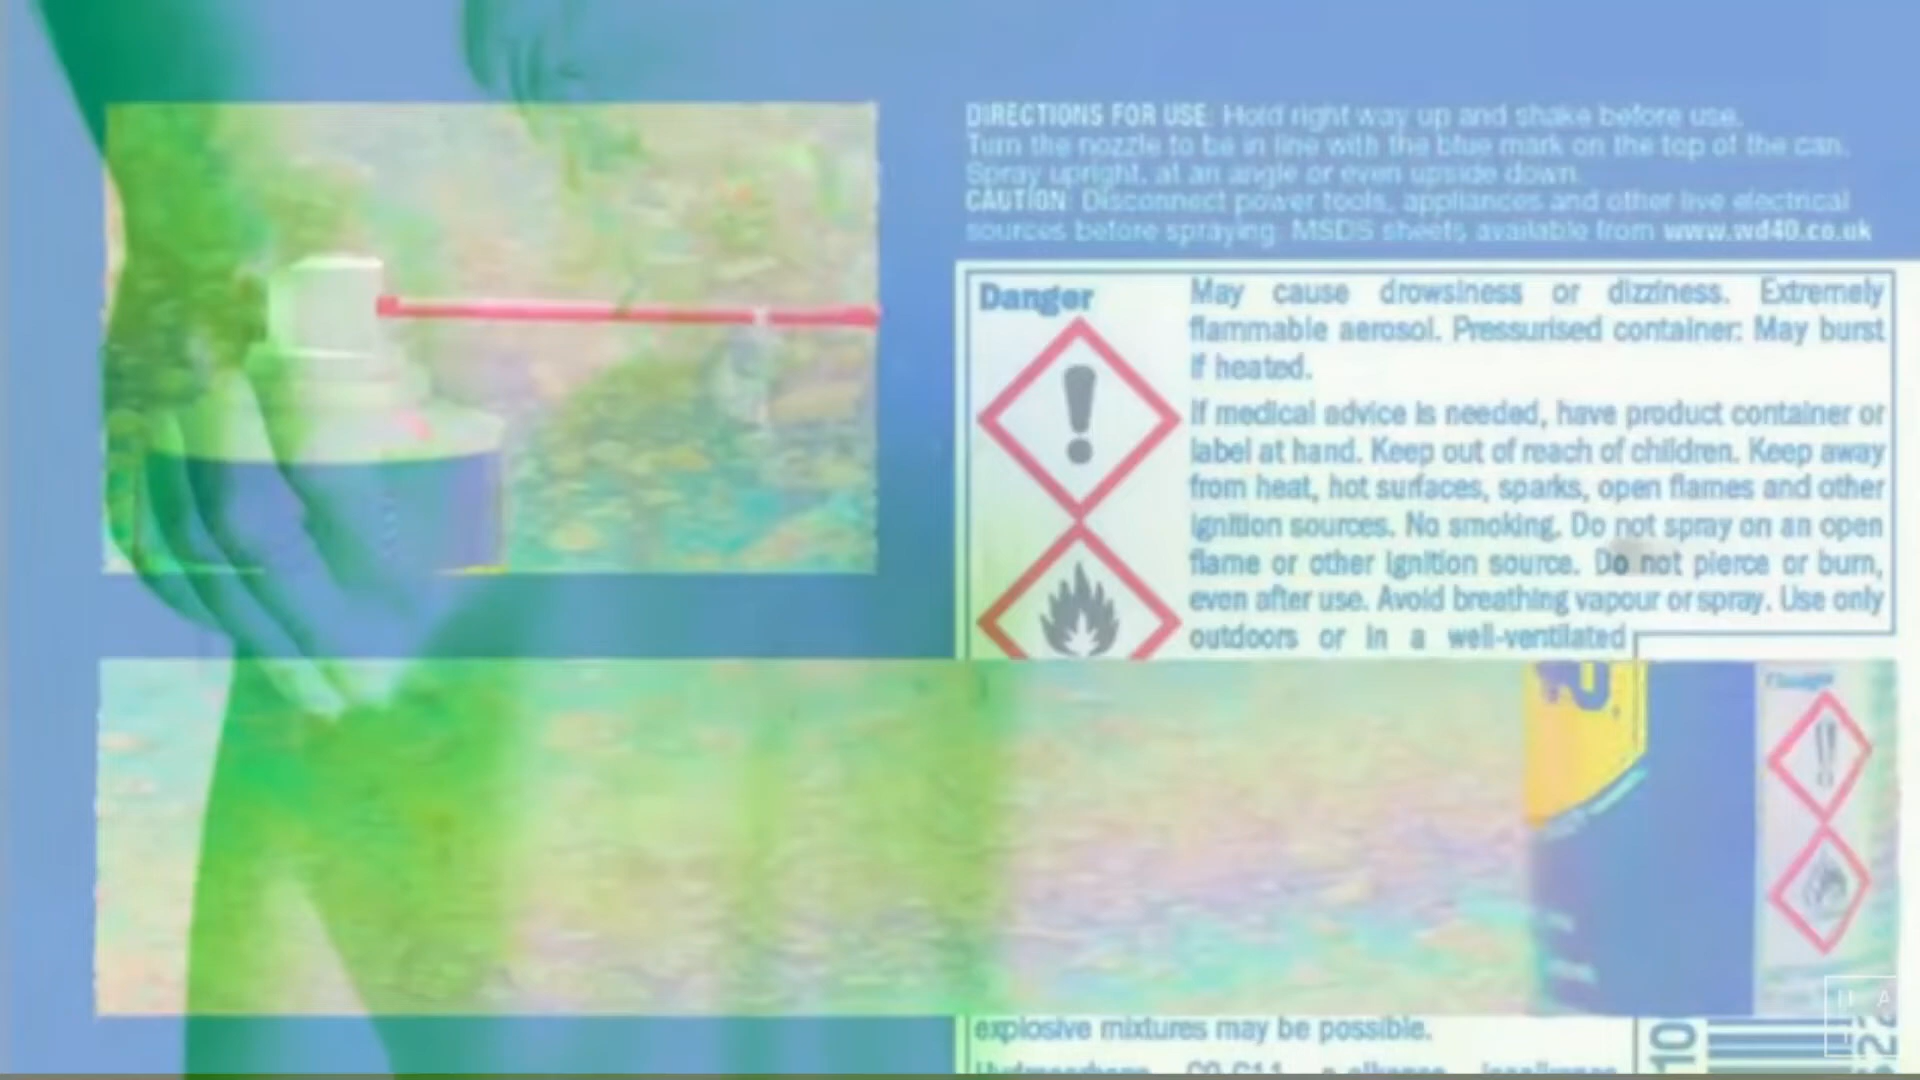 DIRECTIONS FOR USE: Hold right way up and shake before use.
Turn the nozzle to be in line with the blue mark on the top of the can.
Spray upright, at an angle or even upside down.
CAUTION: Disconnect power tools, appliances and other live electrical
sources before spraying. MSDS sheets available from www.wd40.co.uk
Danger
May cause drowsiness or dizziness. Extremely
flammable aerosol. Pressurised container: May burst
if heated.
If medical advice is needed, have product container or
label at hand. Keep out of reach of children. Keep away
from heat, hot surfaces, sparks, open flames and other
ignition sources. No smoking. Do not spray on an open
flame or other ignition source. Do not pierce or burn,
even after use. Avoid breathing vapour or spray. Use only
outdoors or in a well-ventilated
Danger
explosive mixtures may be possible.
10